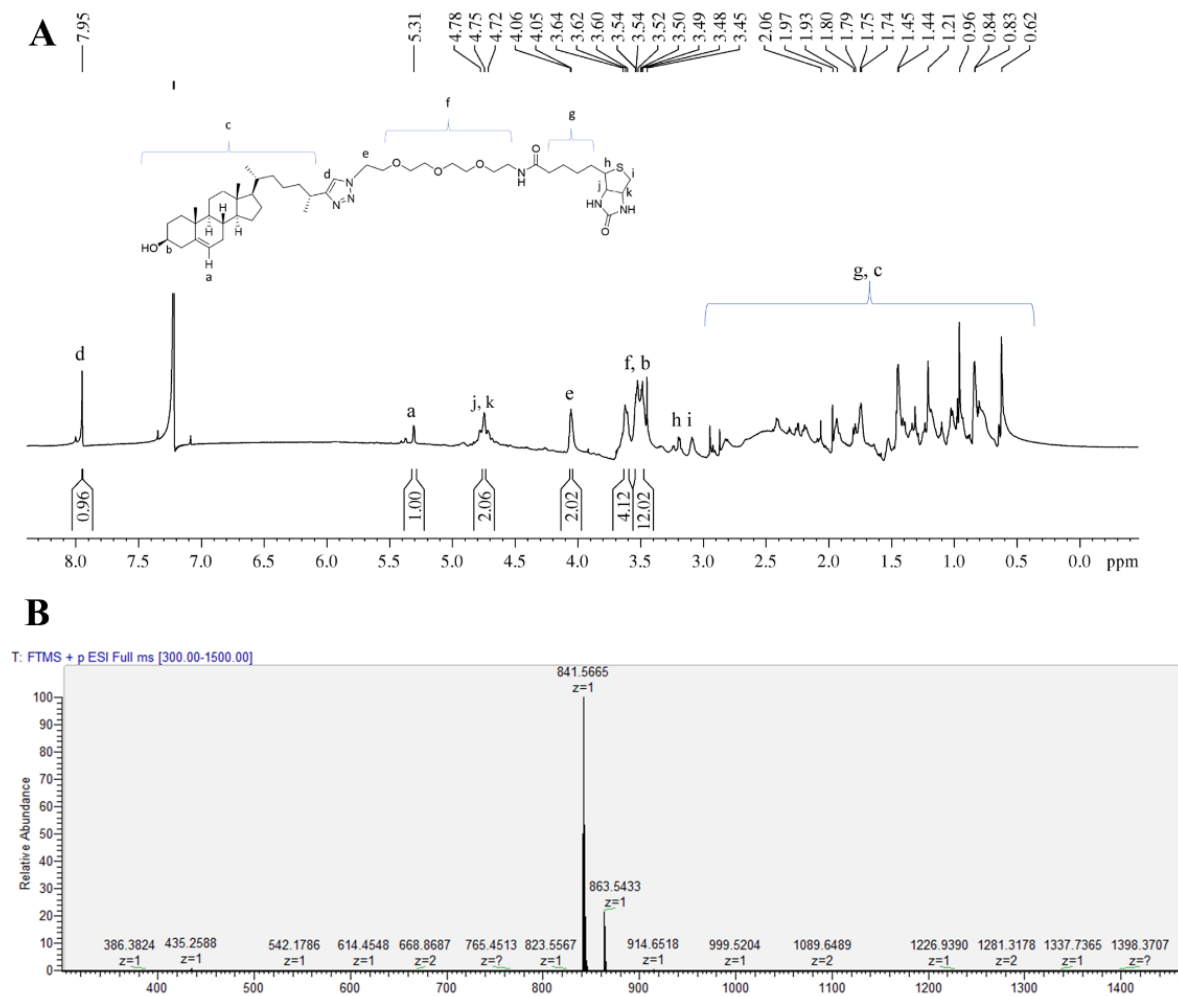 A
7.95
5.31
4.78
4.75
4.72
4.06
4.05
3.64
3.62
3.60
3.54
3.54
3.52
3.50
3.49
3.48
3.45
2.06
1.97
1.93
1.80
1.79
1.75
1.74
1.45
1.44
1.21
0.96
0.84
0.83
0.62
c
f
g
d
e
O
O
O
N
H
O
h
S
i
j
k
N
N
N
HN
NH
O
H
H
H
HO
b
H
a
g, c
d
a
j, k
e
f, b
h i
0.96
1.00
2.06
2.02
4.12
12.02
8.0 7.5 7.0 6.5 6.0 5.5 5.0 4.5 4.0 3.5 3.0 2.5 2.0 1.5 1.0 0.5 0.0 ppm
B
T: FTMS + p ESI Full ms [300.00-1500.00]
841.5665
z=1
863.5433
z=1
386.3824
z=1
435.2588
z=1
542.1786
z=1
614.4548
z=1
668.8687
z=2
765.4513
z=?
823.5567
z=1
914.6518
z=1
999.5204
z=1
1089.6489
z=2
1226.9390
z=1
1281.3178
z=2
1337.7365
z=1
1398.3707
z=?
Relative Abundance
100
90
80
70
60
50
40
30
20
10
0
400 500 600 700 800 900 1000 1100 1200 1300 1400